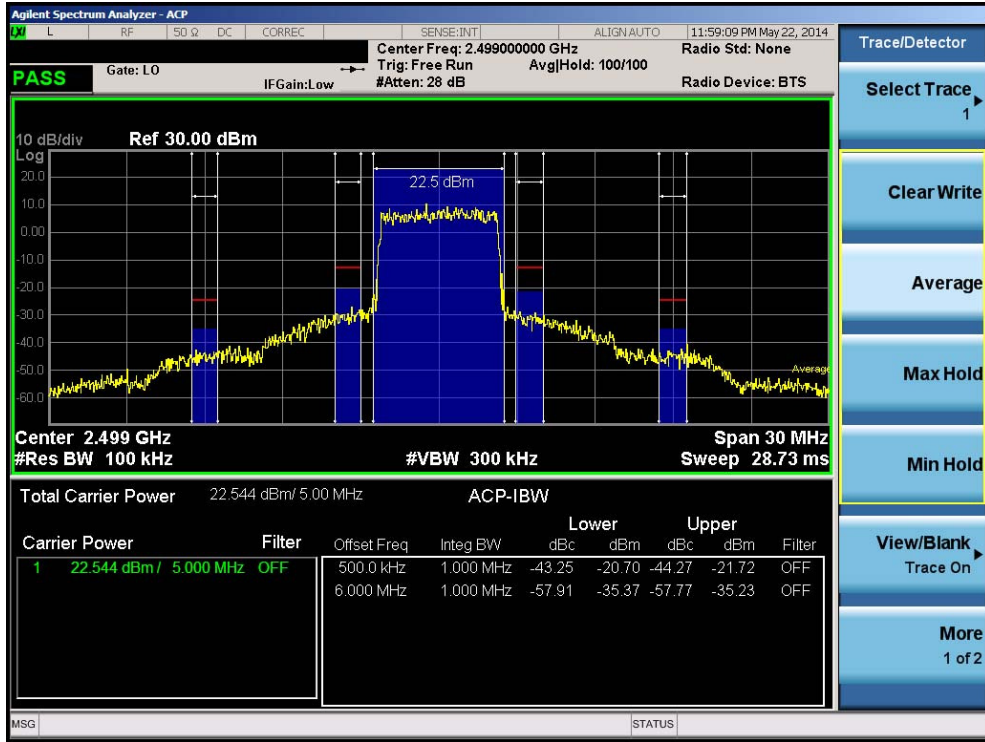 Agilent Spectrum Analyzer - ACP
LXI L RF 50 Ω DC CORREC SENSE:INT ALIGN AUTO 11:59:09 PM May 22, 2014
Center Freq: 2.499000000 GHz Radio Std: None
Trig: Free Run Avg|Hold: 100/100
PASS Gate: LO IFGain:Low #Atten: 28 dB Radio Device: BTS
10 dB/div Ref 30.00 dBm
Log
20.0
22.5 dBm
10.0
0.00
-10.0
-20.0
-30.0
-40.0
-50.0
Average
-60.0
Center 2.499 GHz Span 30 MHz
#Res BW 100 kHz #VBW 300 kHz Sweep 28.73 ms
Total Carrier Power 22.544 dBm/ 5.00 MHz ACP-IBW
Lower Upper
Carrier Power Filter Offset Freq Integ BW dBc dBm dBc dBm Filter
1 22.544 dBm / 5.000 MHz OFF 500.0 kHz 1.000 MHz -43.25 -20.70 -44.27 -21.72 OFF
6.000 MHz 1.000 MHz -57.91 -35.37 -57.77 -35.23 OFF
MSG STATUS
Trace/Detector
Select Trace
1
Clear Write
Average
Max Hold
Min Hold
View/Blank
Trace On
More
1 of 2